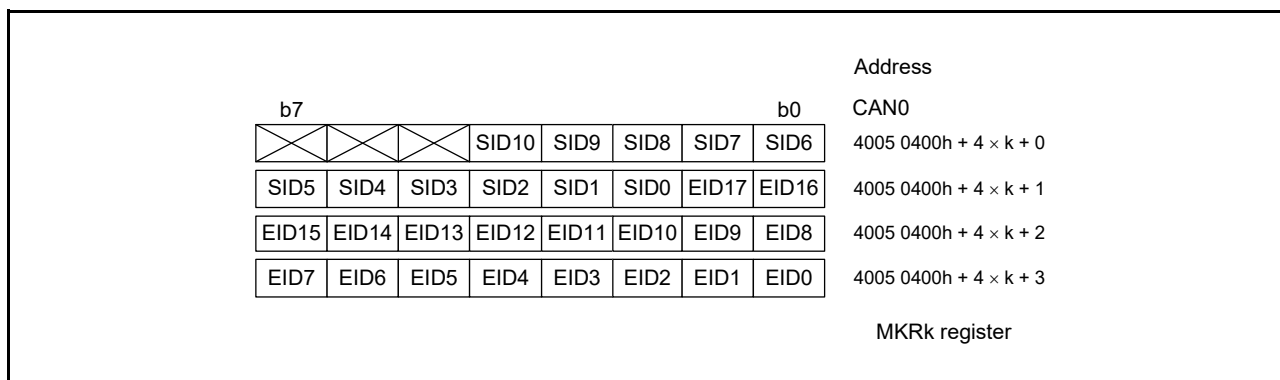 Address
b7 b0 CAN0
SID10 SID9 SID8 SID7 SID6 4005 0400h + 4 × k + 0
SID5 SID4 SID3 SID2 SID1 SID0 EID17 EID16 4005 0400h + 4 × k + 1
EID15 EID14 EID13 EID12 EID11 EID10 EID9 EID8 4005 0400h + 4 × k + 2
EID7 EID6 EID5 EID4 EID3 EID2 EID1 EID0 4005 0400h + 4 × k + 3
MKRk register